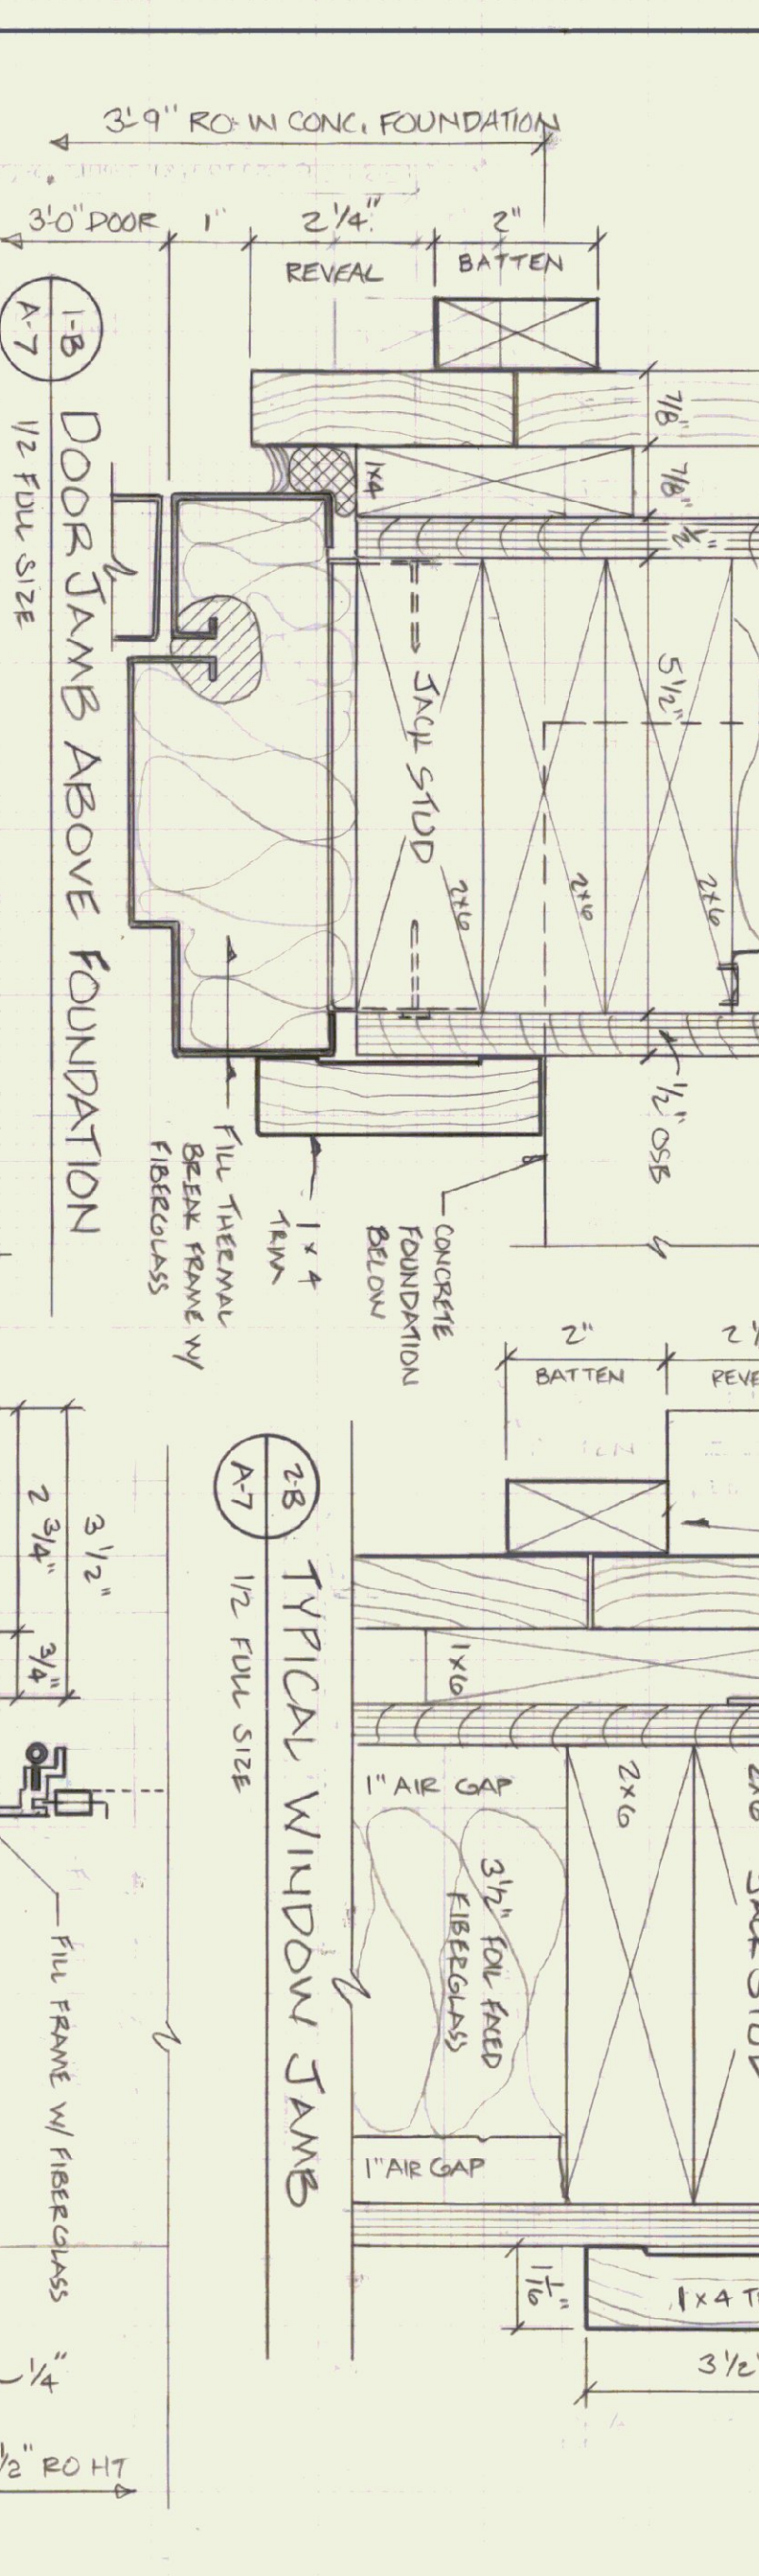 3'-9" RO IN CONC. FOUNDATION
3'0" DOOR
1"
2 1/4"
2"
REVEAL
BATTEN
1-B
A-7
DOOR JAMB ABOVE FOUNDATION
1/2 FULL SIZE
7/8"
7/8"
1/2"
1x4
5 1/2"
JACK STUD
2x6
2x6
2x6
1/2" OSB
CONCRETE
FOUNDATION
BELOW
1 x 4
TRIM
FILL THERMAL
BREAK FRAME W/
FIBERGLASS
2"
BATTEN
2-B
A-7
TYPICAL WINDOW JAMB
1/2 FULL SIZE
3 1/2"
2 3/4"
3/4"
1x6
1" AIR GAP
2x6
3 1/2" FOIL FACED
FIBERGLASS
1" AIR GAP
FILL FRAME W/ FIBERGLASS
1 1/16"
1 x 4
3 1/2"
1/4"
RO HT